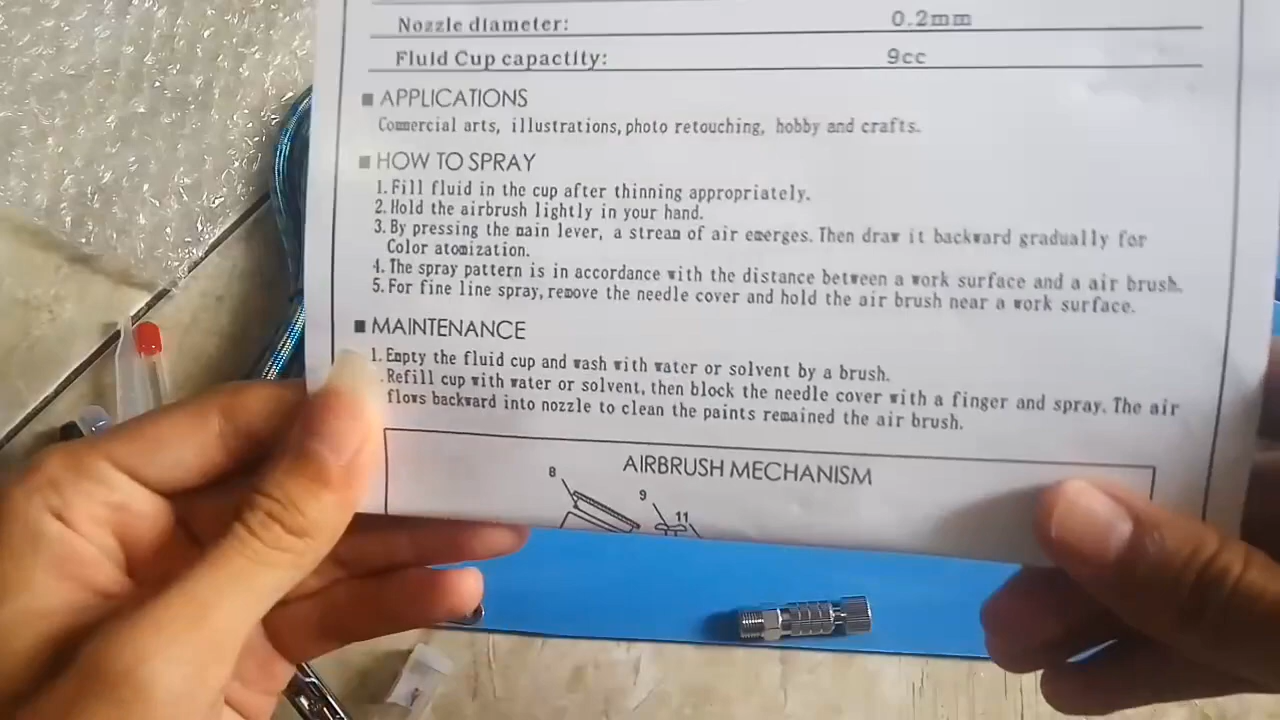 Nozzle diameter: 0.2mm
Fluid Cup capactity: 9cc
■ APPLICATIONS
Commercial arts, illustrations, photo retouching, hobby and crafts.
■ HOW TO SPRAY
1. Fill fluid in the cup after thinning appropriately.
2. Hold the airbrush lightly in your hand.
3. By pressing the main lever, a stream of air emerges. Then draw it backward gradually for
Color atomization.
4. The spray pattern is in accordance with the distance between a work surface and a air brush.
5. For fine line spray, remove the needle cover and hold the air brush near a work surface.
■ MAINTENANCE
1. Empty the fluid cup and wash with water or solvent by a brush.
. Refill cup with water or solvent, then block the needle cover with a finger and spray. The air
flows backward into nozzle to clean the paints remained the air brush.
AIRBRUSH MECHANISM
8
9
11